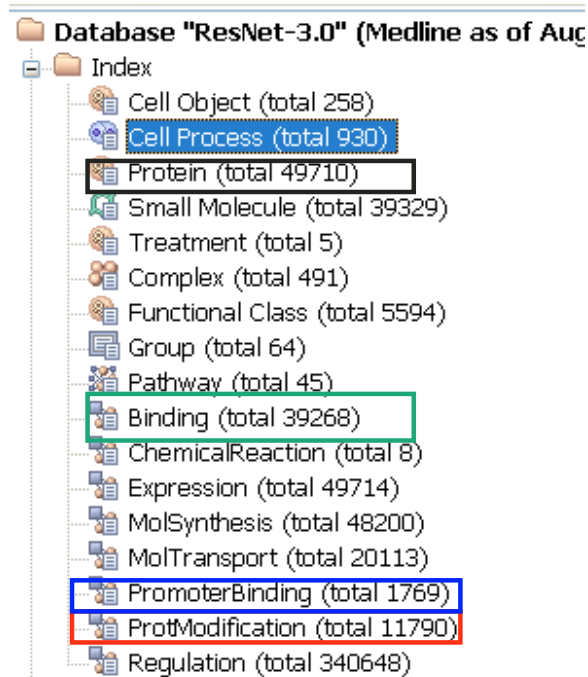 Database "ResNet-3.0" (Medline as of Aug
Index
Cell Object (total 258)
Cell Process (total 930)
Protein (total 49710)
Small Molecule (total 39329)
Treatment (total 5)
Complex (total 491)
Functional Class (total 5594)
Group (total 64)
Pathway (total 45)
Binding (total 39268)
ChemicalReaction (total 8)
Expression (total 49714)
MolSynthesis (total 48200)
MolTransport (total 20113)
PromoterBinding (total 1769)
ProtModification (total 11790)
Regulation (total 340648)